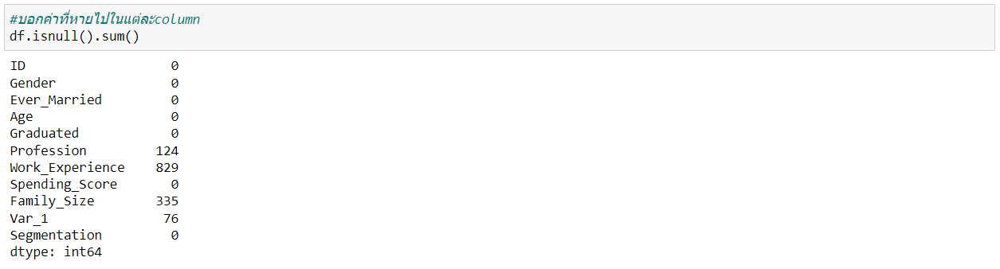 #บอกค่าที่หายไปในแต่ละcolumn
df.isnull().sum()
ID 0
Gender 0
Ever_Married 0
Age 0
Graduated 0
Profession 124
Work_Experience 829
Spending_Score 0
Family_Size 335
Var_1 76
Segmentation 0
dtype: int64